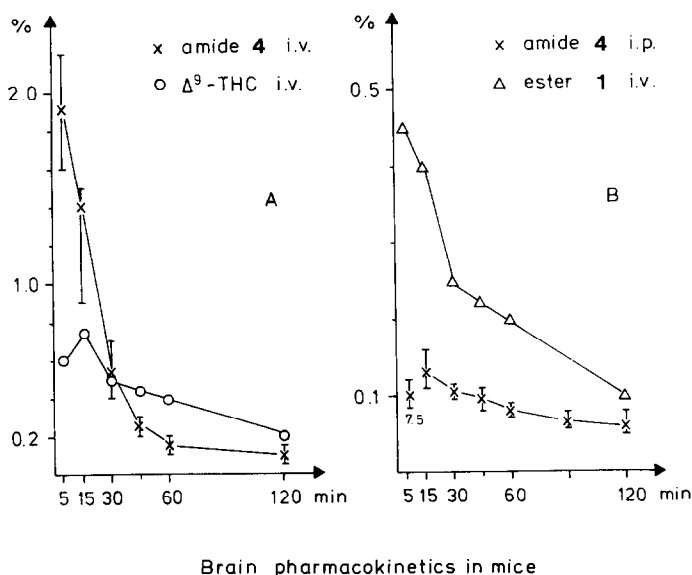 %
× amide 4 i.v.
○ Δ⁹-THC i.v.
2.0
A
1.0
0.2
5 15 30 60 120 min
%
× amide 4 i.p.
△ ester 1 i.v.
0.5
B
0.1
7.5
5 15 30 60 120 min
Brain pharmacokinetics in mice